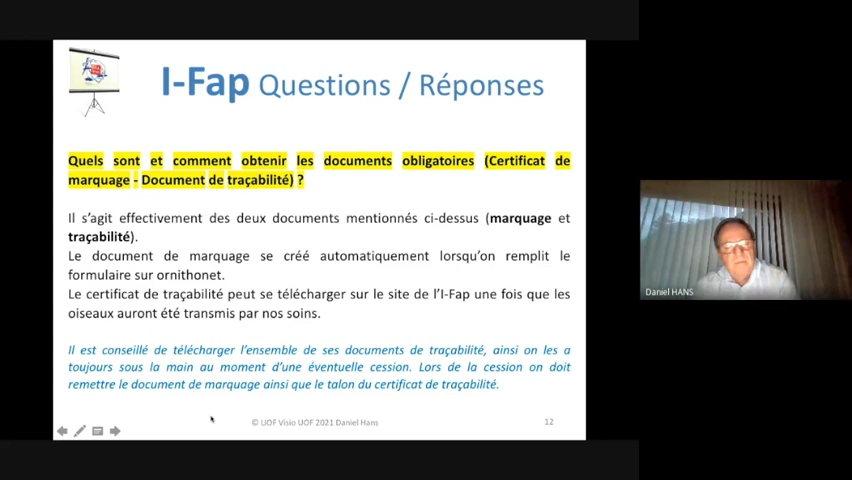 I-Fap Questions / Réponses
Quels sont et comment obtenir les documents obligatoires (Certificat de
marquage - Document de traçabilité) ?
Il s'agit effectivement des deux documents mentionnés ci-dessus (marquage et
traçabilité).
Le document de marquage se créé automatiquement lorsqu'on remplit le
formulaire sur ornithonet.
Le certificat de traçabilité peut se télécharger sur le site de l'I-Fap une fois que les
oiseaux auront été transmis par nos soins.
Il est conseillé de télécharger l'ensemble de ses documents de traçabilité, ainsi on les a
toujours sous la main au moment d'une éventuelle cession. Lors de la cession on doit
remettre le document de marquage ainsi que le talon du certificat de traçabilité.
© UOF Visio UOF 2021 Daniel Hans
12
Daniel HANS